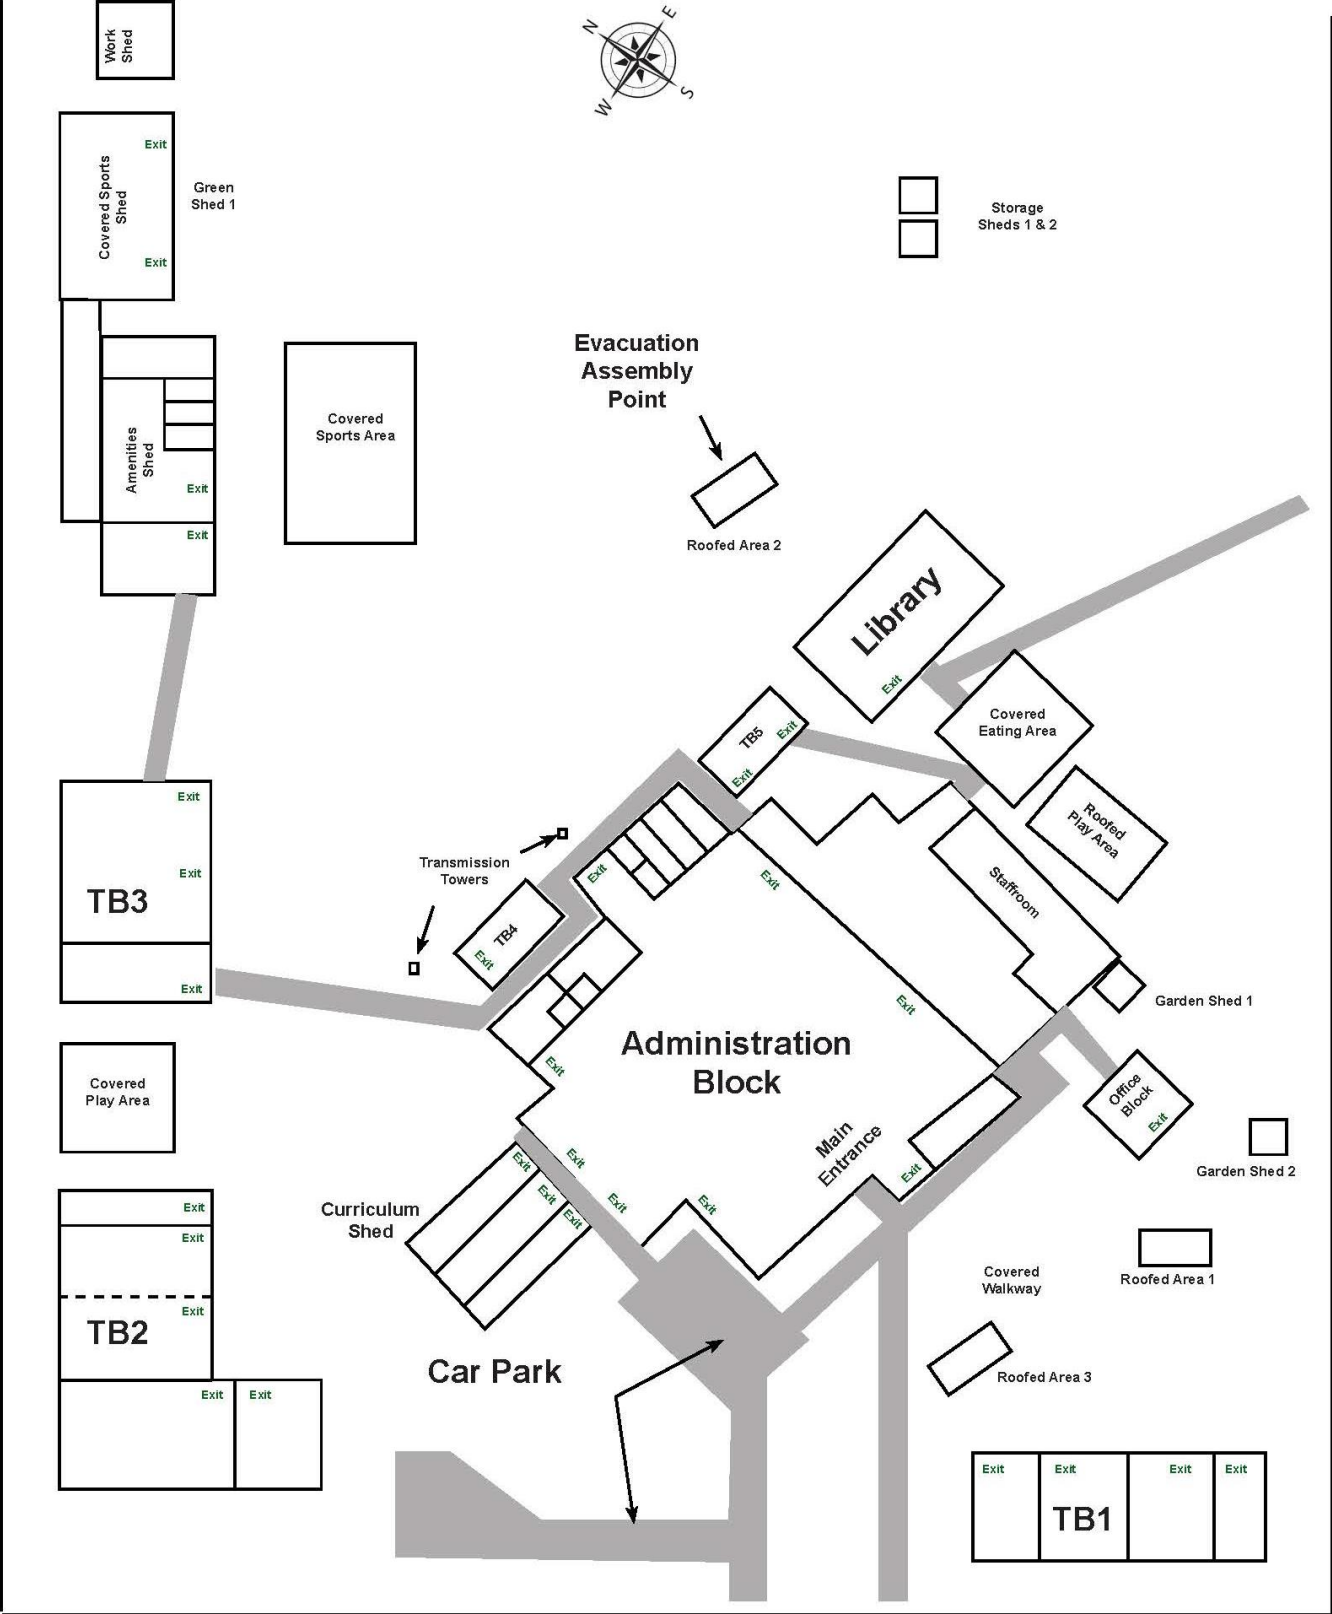 N
E
W
S
Work
Shed
Exit
Covered Sports
Shed
Exit
Green
Shed 1
Storage
Sheds 1 & 2
Evacuation
Assembly
Point
Amenities
Shed
Exit
Exit
Covered
Sports Area
Roofed Area 2
Library
Exit
Covered
Eating Area
TB5
Exit
Exit
Roofed
Play Area
Exit
Exit
TB3
Exit
Transmission
Towers
TB4
Exit
Exit
Exit
Staffroom
Exit
Garden Shed 1
Administration
Block
Exit
Covered
Play Area
Office
Block
Exit
Main
Entrance
Exit
Garden Shed 2
Exit
Exit
Exit
Curriculum
Shed
Exit
Exit
Exit
Exit
Exit
Exit
TB2
Exit
Exit
Covered
Walkway
Roofed Area 1
Roofed Area 3
Car Park
Exit
Exit
Exit
Exit
TB1